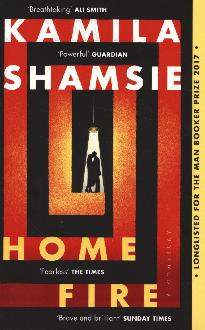 'Breathtaking' ALI SMITH
KAMILA
'Powerful' GUARDIAN
SHAMSIE
HOME
'Fearless' THE TIMES
FIRE
'Brave and brilliant' SUNDAY TIMES
BLOOMSBURY
• LONGLISTED FOR THE MAN BOOKER PRIZE 2017 •